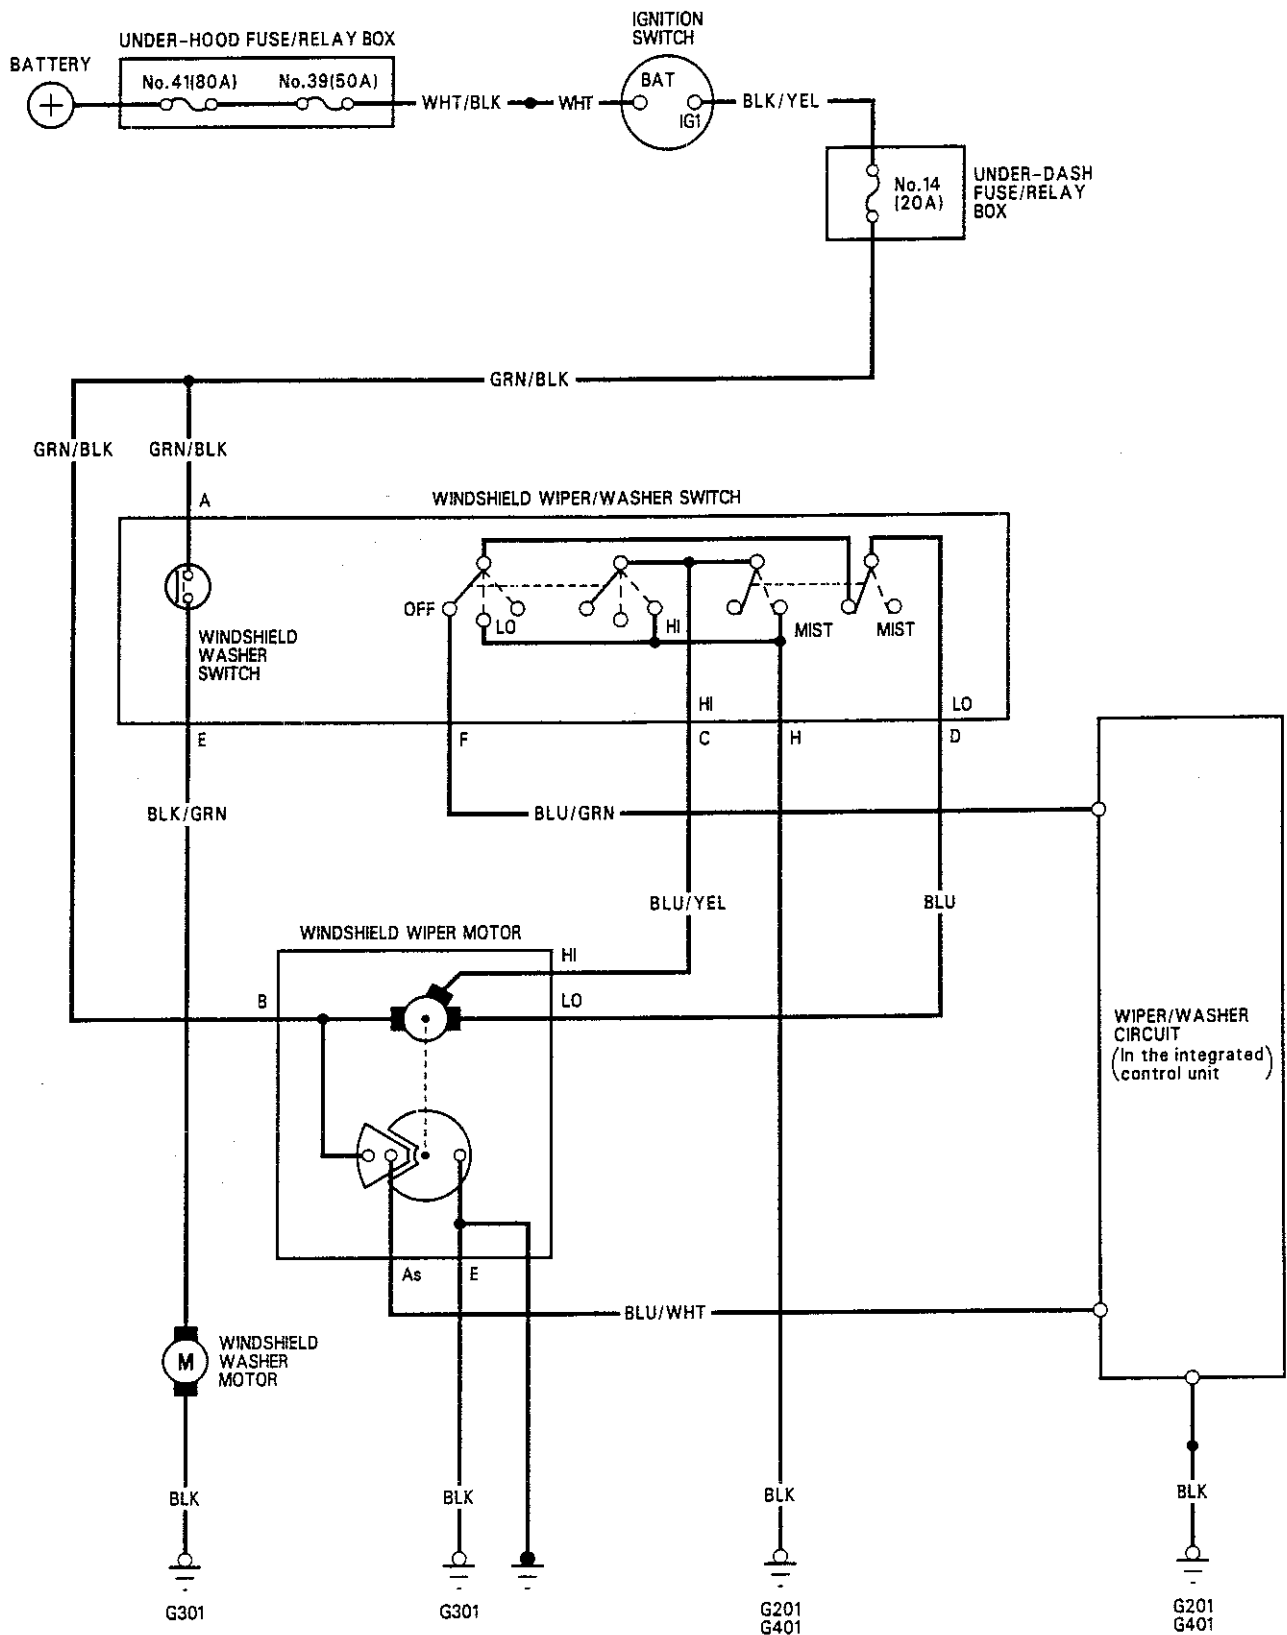 IGNITION
SWITCH
UNDER-HOOD FUSE/RELAY BOX
BATTERY
No.41(80A)
No.39(50A)
BAT
WHT/BLK
WHT
BLK/YEL
IG1
+
No.14
(20A)
UNDER-DASH
FUSE/RELAY
BOX
GRN/BLK
GRN/BLK
GRN/BLK
A
WINDSHIELD WIPER/WASHER SWITCH
OFF
LO
HI
MIST
MIST
WINDSHIELD
WASHER
SWITCH
HI
LO
E
F
C
H
D
BLK/GRN
BLU/GRN
BLU/YEL
BLU
WINDSHIELD WIPER MOTOR
HI
B
LO
WIPER/WASHER
CIRCUIT
(In the integrated)
control unit
As
E
BLU/WHT
M
WINDSHIELD
WASHER
MOTOR
BLK
BLK
BLK
BLK
G301
G301
G201
G401
G201
G401